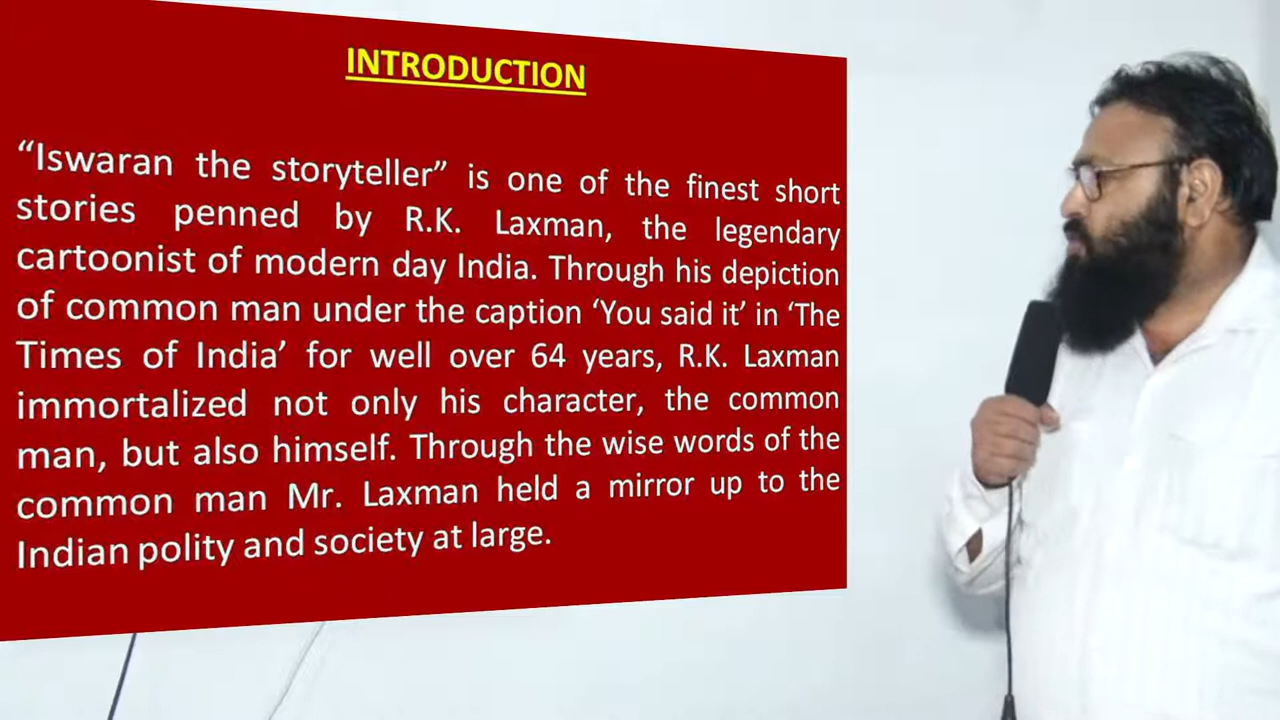 INTRODUCTION
“Iswaran the storyteller” is one of the finest short
stories penned by R.K. Laxman, the legendary
cartoonist of modern day India. Through his depiction
of common man under the caption ‘You said it’ in ‘The
Times of India’ for well over 64 years, R.K. Laxman
immortalized not only his character, the common
man, but also himself. Through the wise words of the
common man Mr. Laxman held a mirror up to the
Indian polity and society at large.